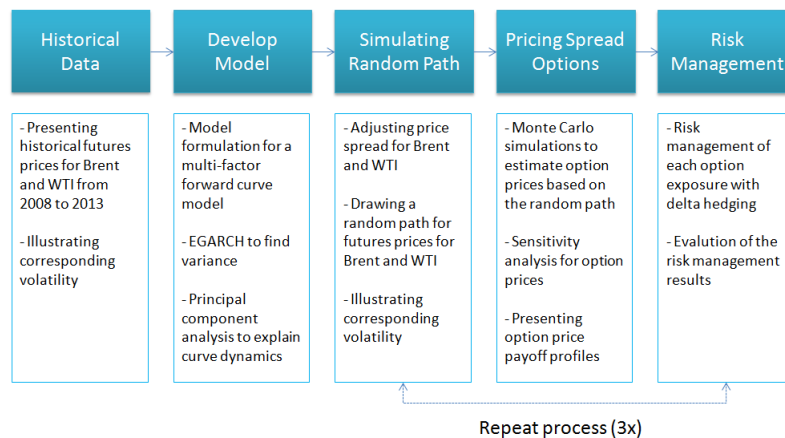 Historical
Data
Develop
Model
Simulating
Random Path
Pricing Spread
Options
Risk
Management
- Presenting
historical futures
prices for Brent
and WTI from
2008 to 2013
- Illustrating
corresponding
volatility
- Model
formulation for a
multi-factor
forward curve
model
- EGARCH to find
variance
- Principal
component
analysis to explain
curve dynamics
- Adjusting price
spread for Brent
and WTI
- Drawing a
random path for
futures prices for
Brent and WTI
- Illustrating
corresponding
volatility
- Monte Carlo
simulations to
estimate option
prices based on
the random path
- Sensitivity
analysis for option
prices
- Presenting
option price
payoff profiles
- Risk
management of
each option
exposure with
delta hedging
- Evaluation of the
risk management
results
Repeat process (3x)